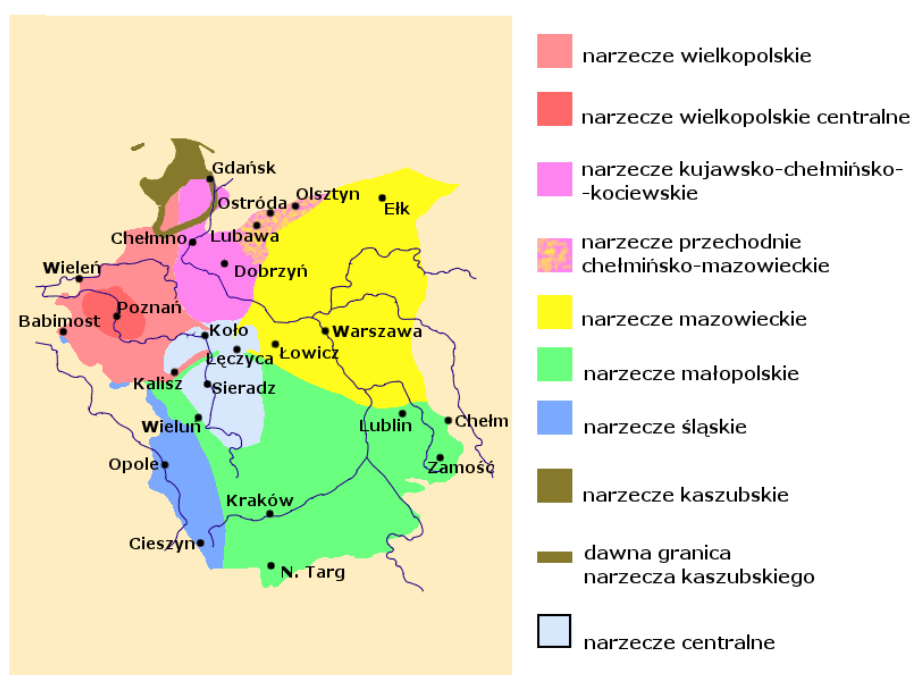 Gdańsk
Ostróda
Olsztyn
Ełk
Chełmno
Lubawa
Wieleń
Dobrzyń
Poznań
Babimost
Koło
Warszawa
Łęczyca
Łowicz
Kalisz
Sieradz
Wieluń
Lublin
Chełm
Opole
Zamość
Kraków
Cieszyn
N. Targ
narzecze wielkopolskie
narzecze wielkopolskie centralne
narzecze kujawsko-chełmińsko-
-kociewskie
narzecze przechodnie
chełmińsko-mazowieckie
narzecze mazowieckie
narzecze małopolskie
narzecze śląskie
narzecze kaszubskie
dawna granica
narzecza kaszubskiego
narzecze centralne